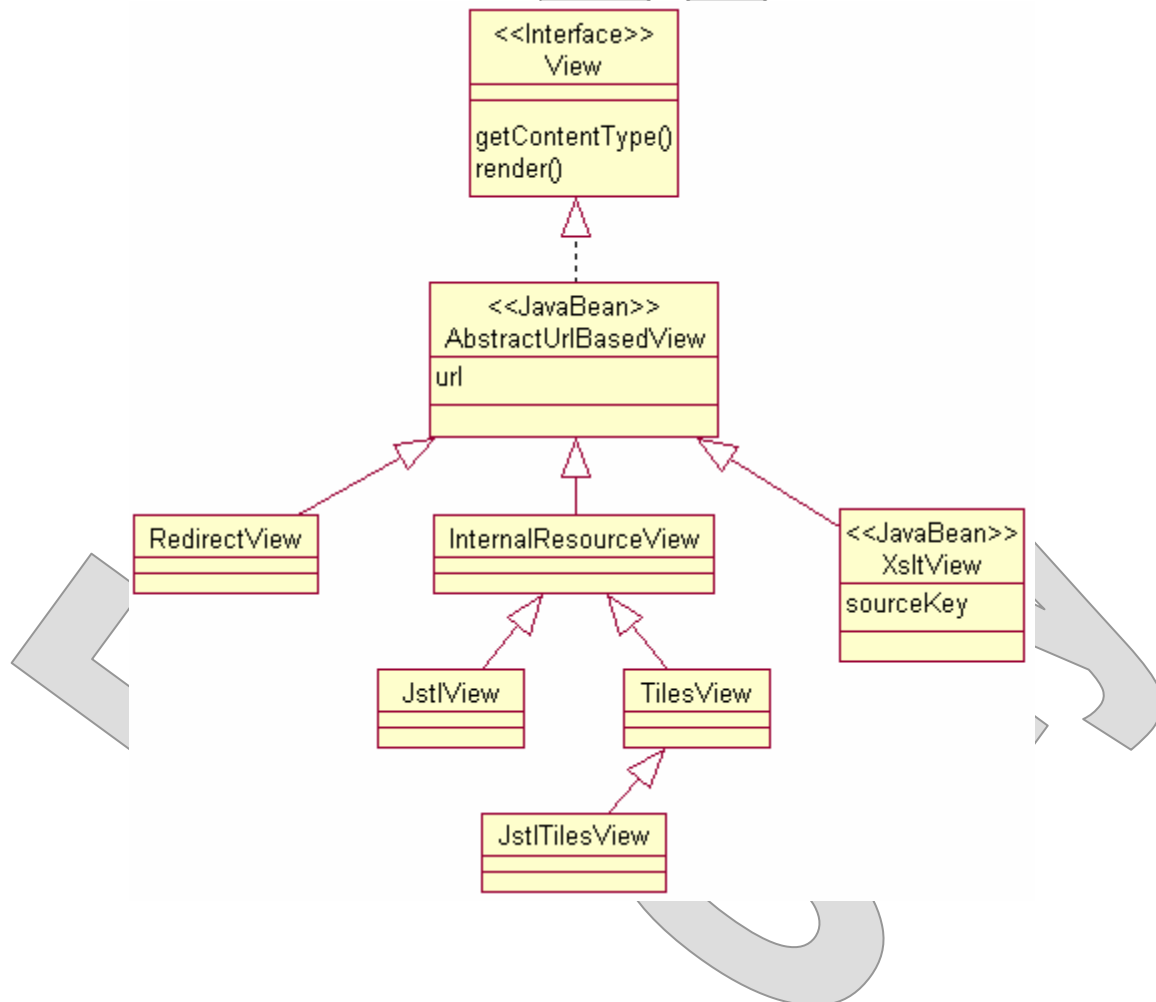 <<Interface>>
View
getContentType()
render()
<<JavaBean>>
AbstractUrlBasedView
url
RedirectView
InternalResourceView
<<JavaBean>>
XsltView
sourceKey
JstlView
TilesView
JstlTilesView